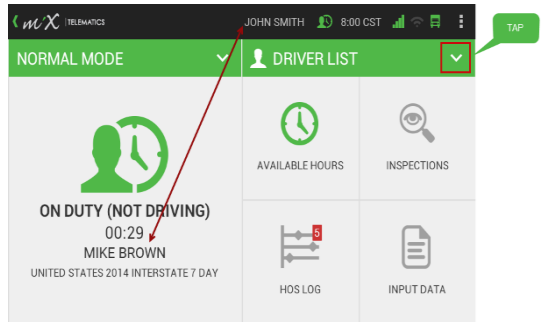 miX TELEMATICS JOHN SMITH 8:00 CST
TAP
NORMAL MODE DRIVER LIST
AVAILABLE HOURS INSPECTIONS
ON DUTY (NOT DRIVING)
00:29
MIKE BROWN
UNITED STATES 2014 INTERSTATE 7 DAY
5
HOS LOG INPUT DATA